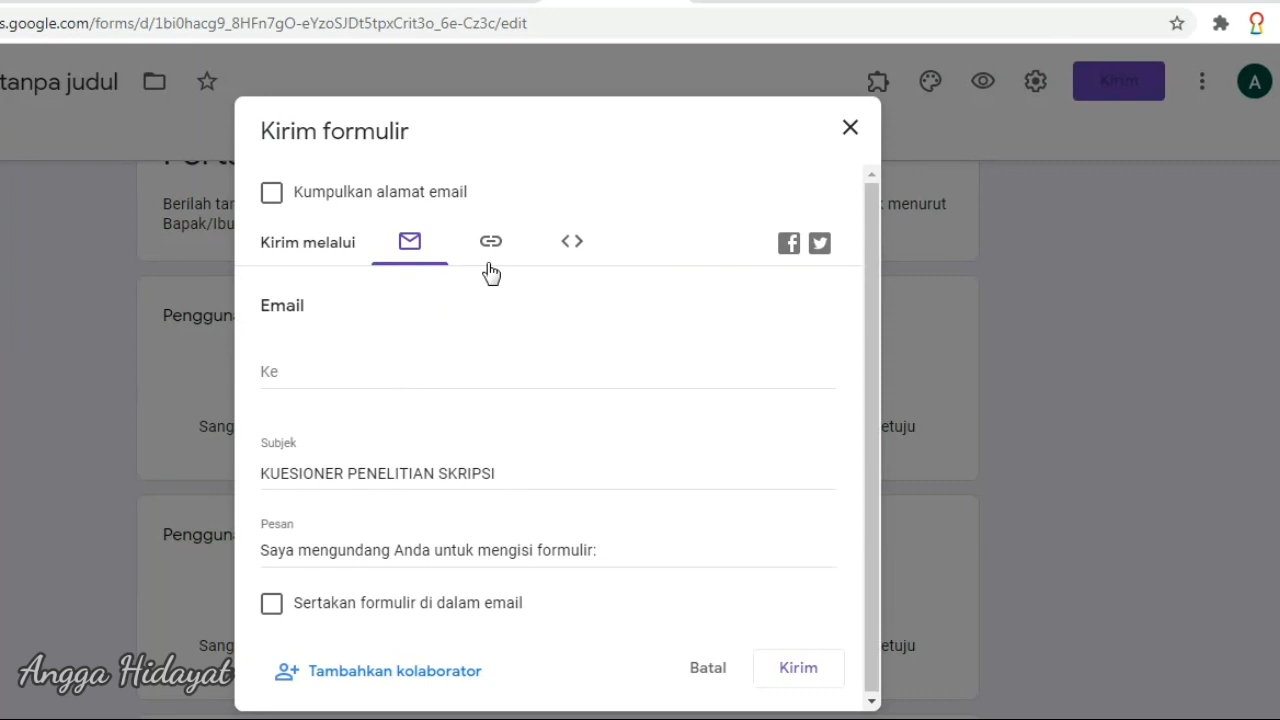 s.google.com/forms/d/1bi0hacg9_8HFn7gO-eYzoSJDt5tpxCrit3o_6e-Cz3c/edit
tanpa judul
Kirim
A
Kirim formulir
Kumpulkan alamat email
Berilah tan
menurut
Bapak/Ibu
Kirim melalui
Penggun
Email
Ke
Sang
etuju
Subjek
KUESIONER PENELITIAN SKRIPSI
Pesan
Penggun
Saya mengundang Anda untuk mengisi formulir:
Sertakan formulir di dalam email
Sang
etuju
Angga Hidayat
Tambahkan kolaborator
Batal
Kirim